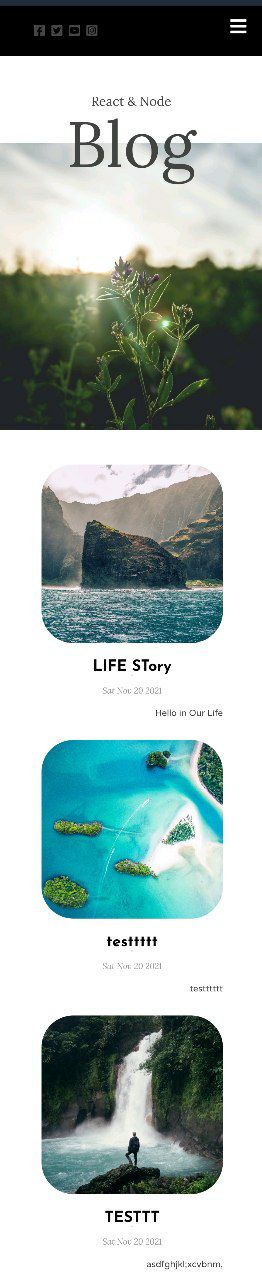 React & Node
Blog
LIFE STory
Sat Nov 20 2021
Hello in Our Life
testtttt
Sat Nov 20 2021
testttttt
TESTTT
Sat Nov 20 2021
asdfghjkl;xcvbnm,